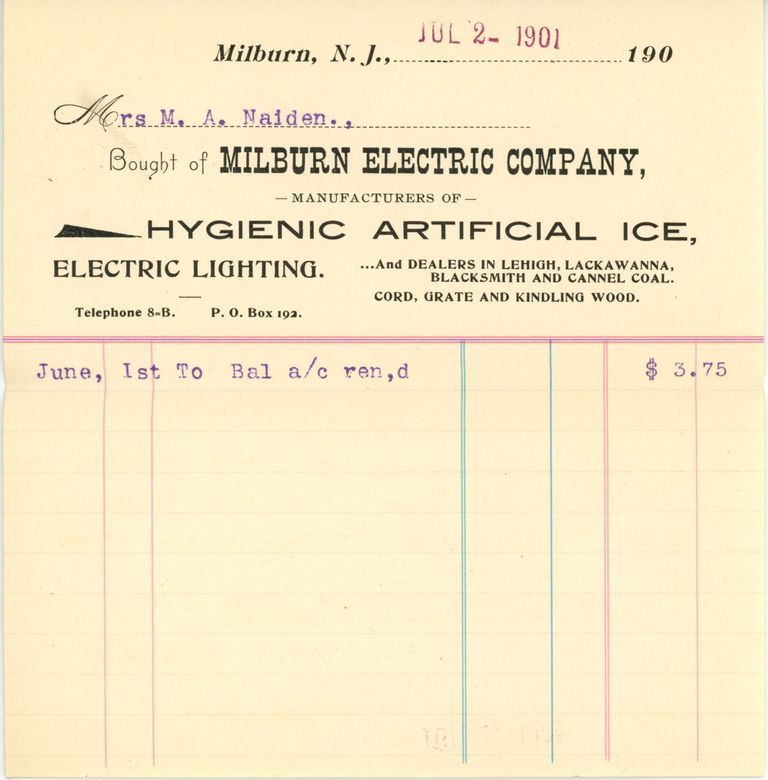 JUL 2- 1901
Milburn, N. J., 190
Mrs M. A. Naiden.,
Bought of MILBURN ELECTRIC COMPANY,
—MANUFACTURERS OF—
HYGIENIC ARTIFICIAL ICE,
ELECTRIC LIGHTING.
...And DEALERS IN LEHIGH, LACKAWANNA,
BLACKSMITH AND CANNEL COAL.
CORD, GRATE AND KINDLING WOOD.
Telephone 8=B. P. O. Box 192.
June, Ist To Bal a/c ren,d $ 3.75